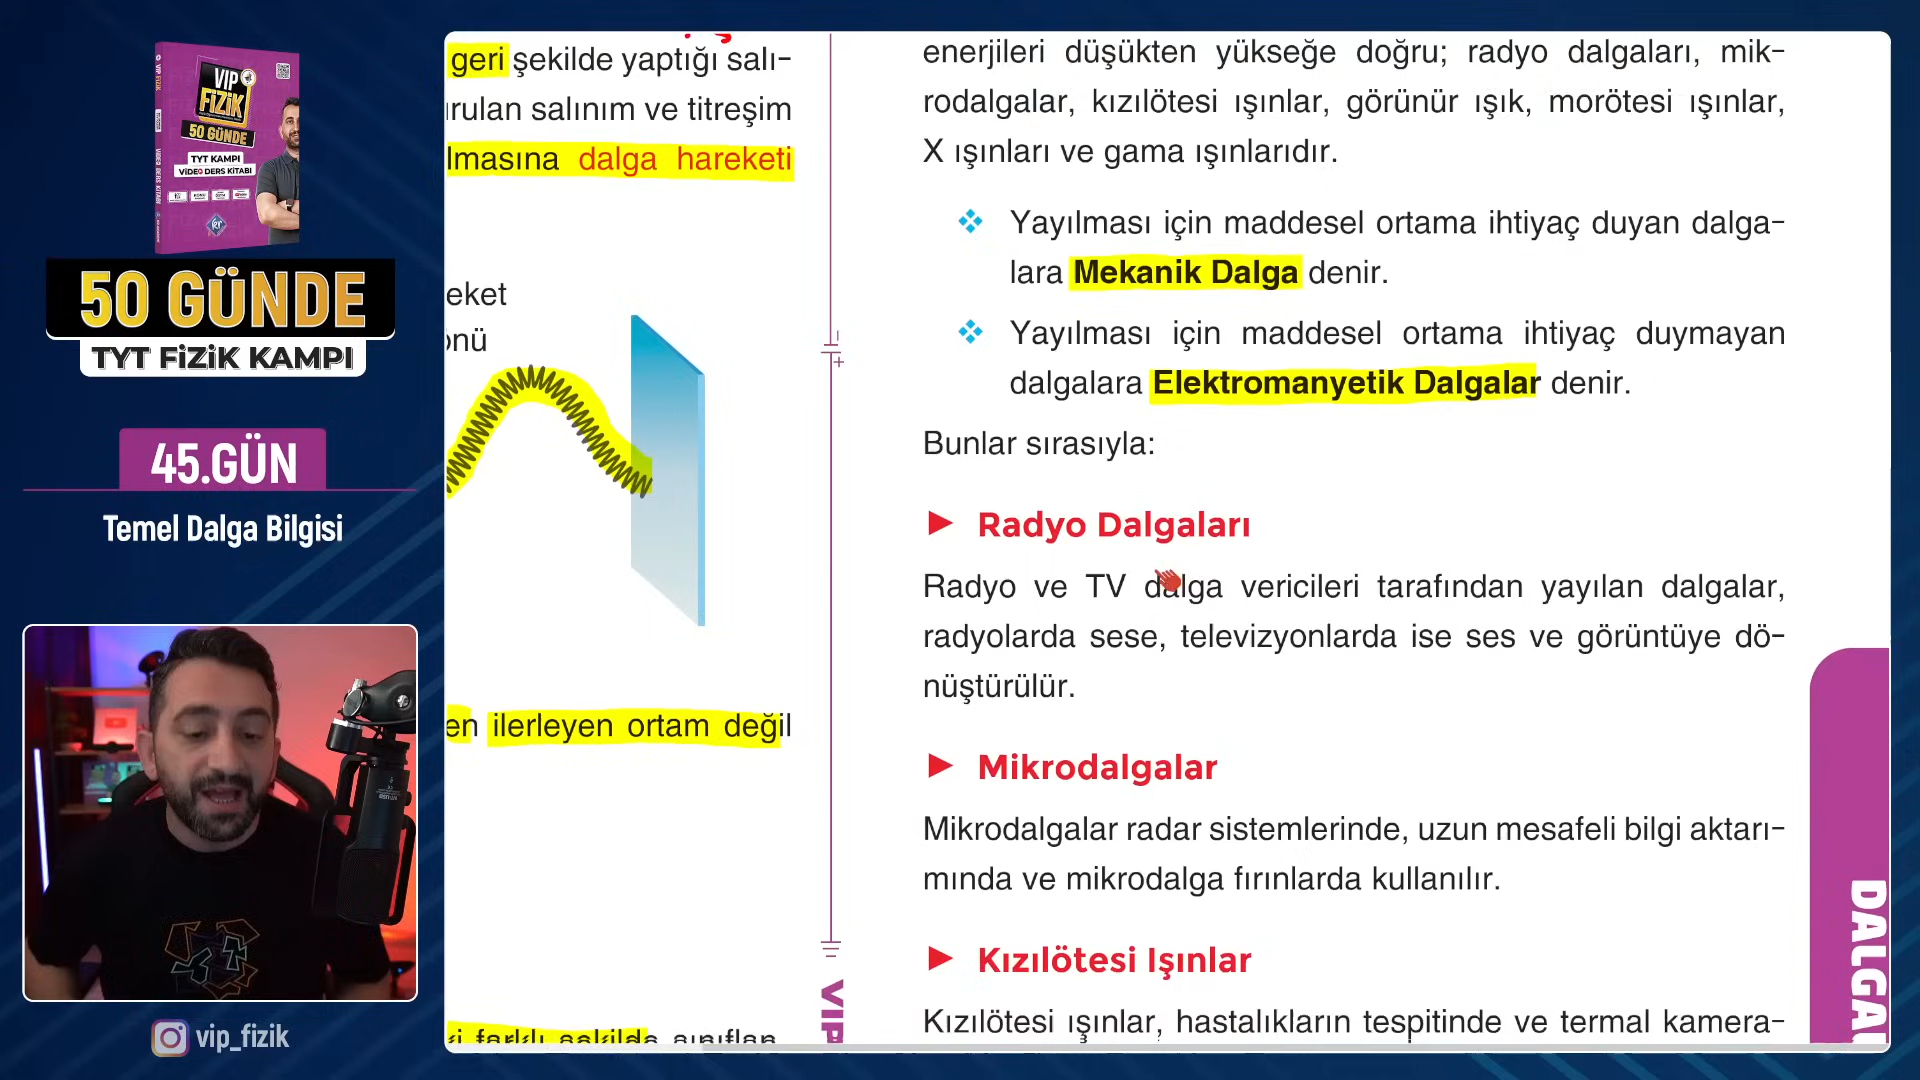 VIP
FİZİK
50 GÜNDE
TYT KAMPI
VİDEO DERS KİTABI
50 GÜNDE
TYT FİZİK KAMPI
45.GÜN
Temel Dalga Bilgisi
vip_fizik
geri şekilde yaptığı salı-
rulan salınım ve titreşim
lmasına dalga hareketi
eket
önü
en ilerleyen ortam değil
i farklı şekilde sınıflan
VIP
enerjileri düşükten yükseğe doğru; radyo dalgaları, mik-
rodalgalar, kızılötesi ışınlar, görünür ışık, morötesi ışınlar,
X ışınları ve gama ışınlarıdır.
❖ Yayılması için maddesel ortama ihtiyaç duyan dalga-
lara Mekanik Dalga denir.
❖ Yayılması için maddesel ortama ihtiyaç duymayan
dalgalara Elektromanyetik Dalgalar denir.
Bunlar sırasıyla:
► Radyo Dalgaları
Radyo ve TV dalga vericileri tarafından yayılan dalgalar,
radyolarda sese, televizyonlarda ise ses ve görüntüye dö-
nüştürülür.
► Mikrodalgalar
Mikrodalgalar radar sistemlerinde, uzun mesafeli bilgi aktarı-
mında ve mikrodalga fırınlarda kullanılır.
► Kızılötesi Işınlar
Kızılötesi ışınlar, hastalıkların tespitinde ve termal kamera-
DALGA